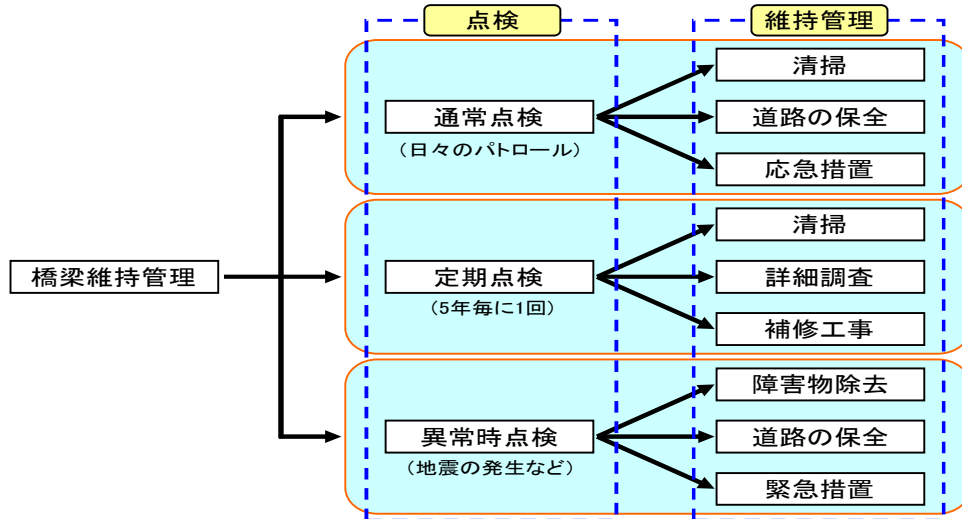 点検
維持管理
清掃
通常点検
(日々のパトロール)
道路の保全
応急措置
清掃
橋梁維持管理
定期点検
(5年毎に1回)
詳細調査
補修工事
障害物除去
異常時点検
(地震の発生など)
道路の保全
緊急措置